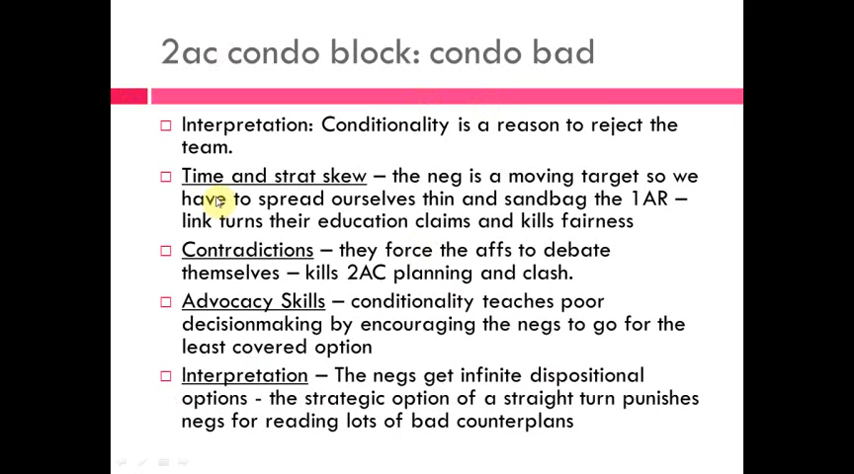 2ac condo block: condo bad
Interpretation: Conditionality is a reason to reject the
team.
Time and strat skew – the neg is a moving target so we
have to spread ourselves thin and sandbag the 1AR –
link turns their education claims and kills fairness
Contradictions – they force the affs to debate
themselves – kills 2AC planning and clash.
Advocacy Skills – conditionality teaches poor
decisionmaking by encouraging the negs to go for the
least covered option
Interpretation – The negs get infinite dispositional
options - the strategic option of a straight turn punishes
negs for reading lots of bad counterplans